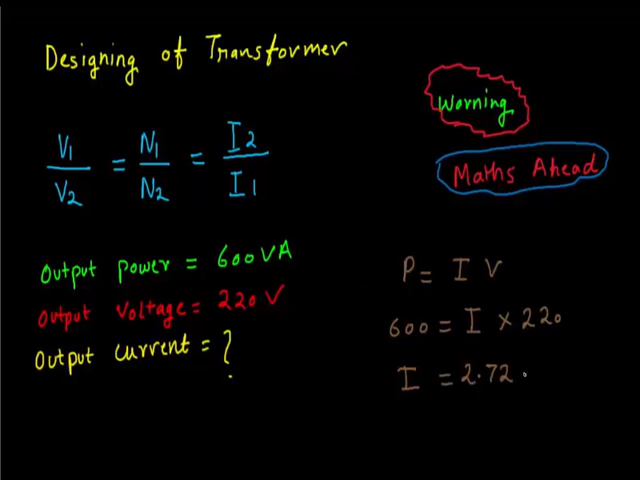 Designing of Transformer
Warning
Maths Ahead
V1/V2 = N1/N2 = I2/I1
Output power = 600VA
Output Voltage = 220 V
Output current = ?
P = I V
600 = I × 220
I = 2.72